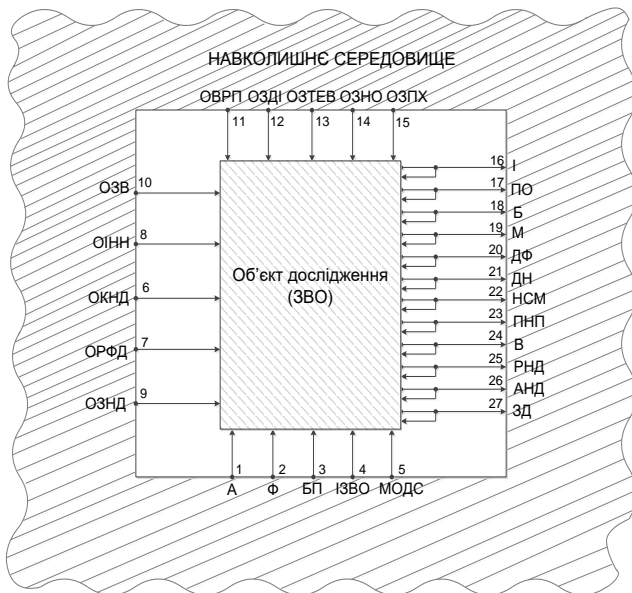 НАВКОЛИШНЄ СЕРЕДОВИЩЕ
ОВРП ОЗДІ ОЗТЕВ ОЗНО ОЗПХ
11 12 13 14 15
16 І
17 ПО
ОЗВ 10
18 Б
19 М
ОІНН 8
20 ДФ
Об’єкт дослідження
(ЗВО)
21 ДН
ОКНД 6
22 НСМ
23 ПНП
ОРФД 7
24 В
25 РНД
ОЗНД 9
26 АНД
27 ЗД
1 2 3 4 5
А Ф БП ІЗВО МОДС